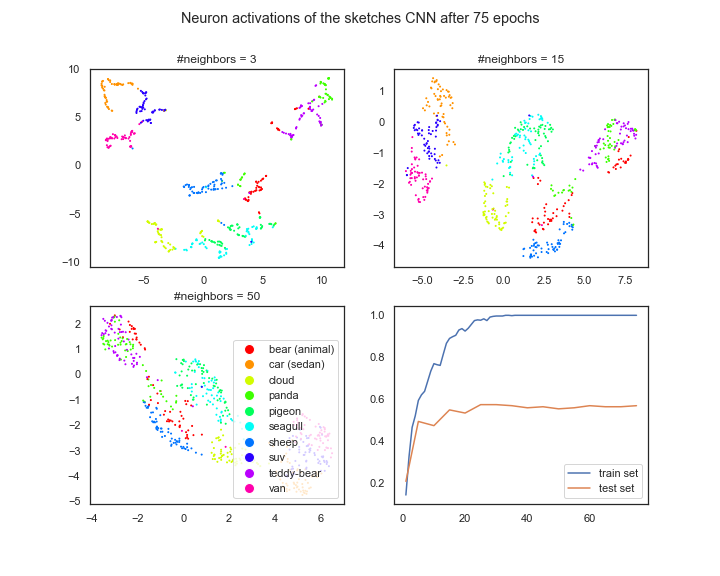 Neuron activations of the sketches CNN after 75 epochs
#neighbors = 3
#neighbors = 15
10
5
0
−5
−10
−5
0
5
10
1
0
−1
−2
−3
−4
−5.0
−2.5
0.0
2.5
5.0
7.5
#neighbors = 50
2
1
0
−1
−2
−3
−4
−5
−4
−2
0
2
4
6
bear (animal)
car (sedan)
cloud
panda
pigeon
seagull
sheep
suv
teddy-bear
van
1.0
0.8
0.6
0.4
0.2
0
20
40
60
train set
test set